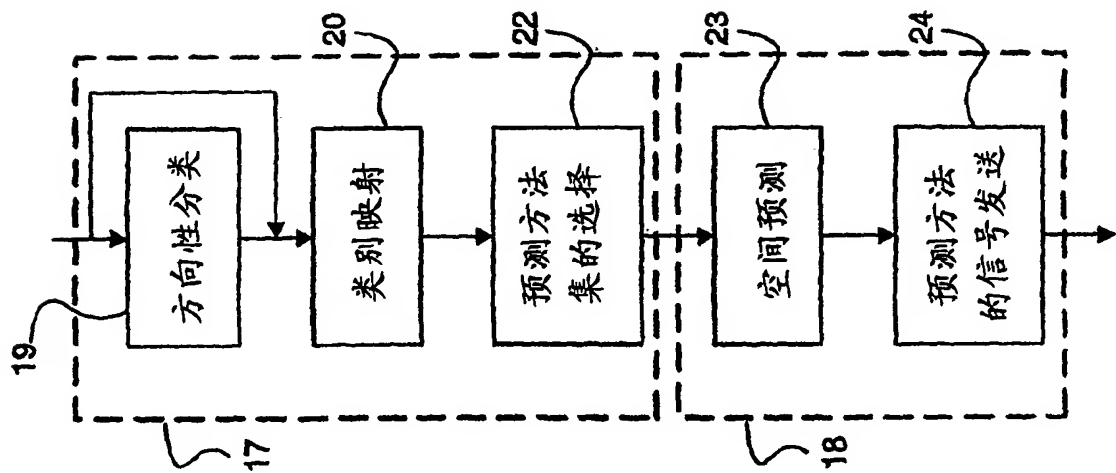 19
方向性分类
20
类别映射
22
预测方法
集的选择
17
23
空间预测
24
预测方法
的信号发送
18